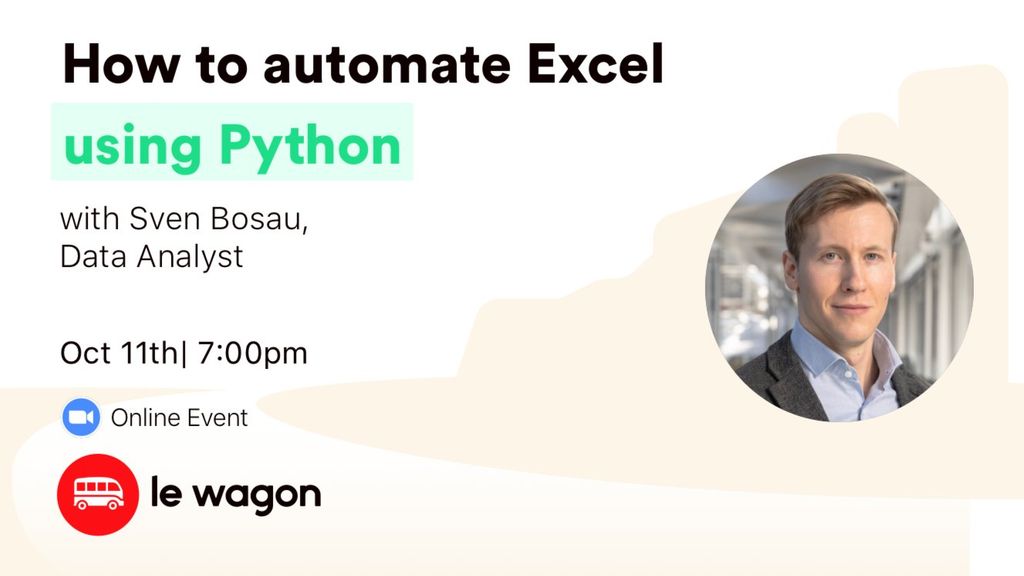 How to automate Excel
using Python
with Sven Bosau,
Data Analyst
Oct 11th| 7:00pm
Online Event
le wagon